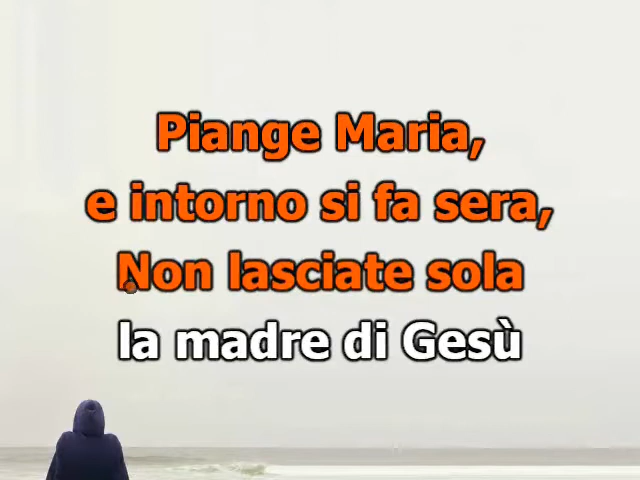 Piange Maria,
e intorno si fa sera,
Non lasciate sola
la madre di Gesù